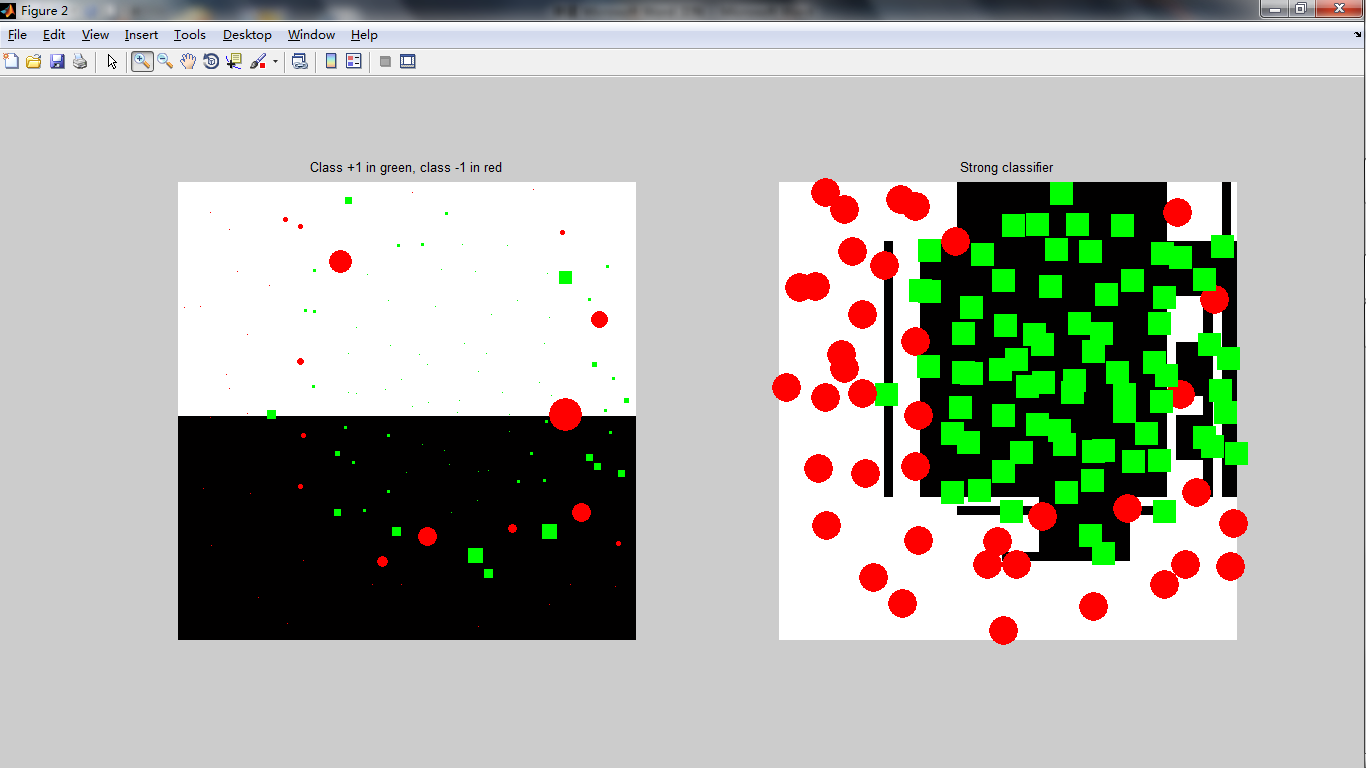 Figure 2
File Edit View Insert Tools Desktop Window Help
Class +1 in green, class -1 in red
Strong classifier